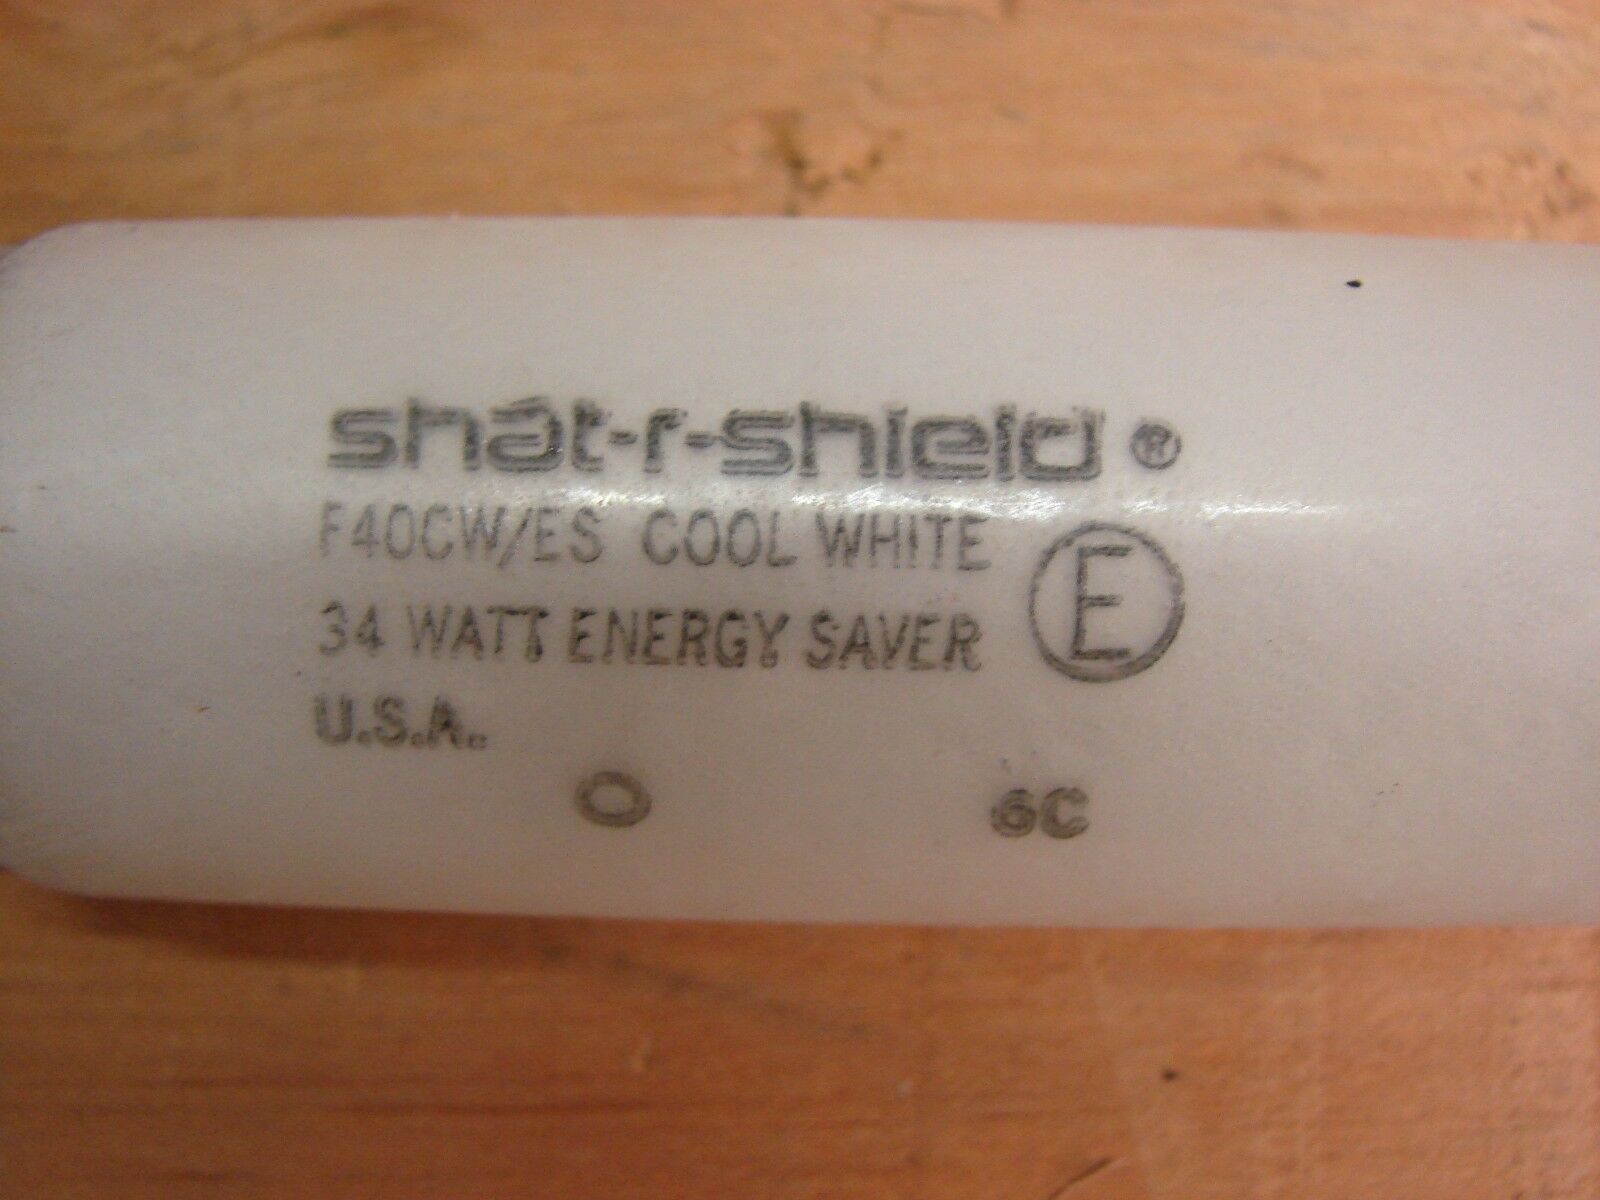 shat-r-shield ®
F40CW/ES COOL WHITE
34 WATT ENERGY SAVER
E
U.S.A.
O 6C